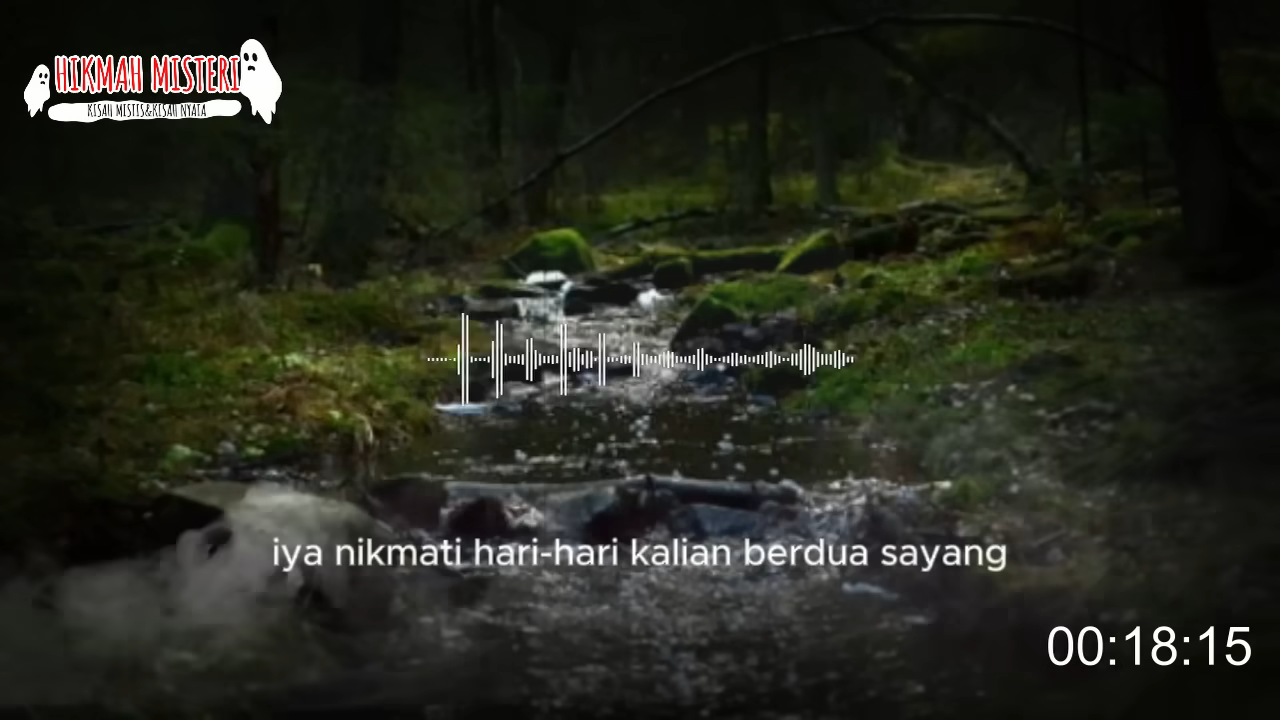 HIKMAH MISTERI
KISAH MISTIS&KISAH NYATA
iya nikmati hari-hari kalian berdua sayang
00:18:15